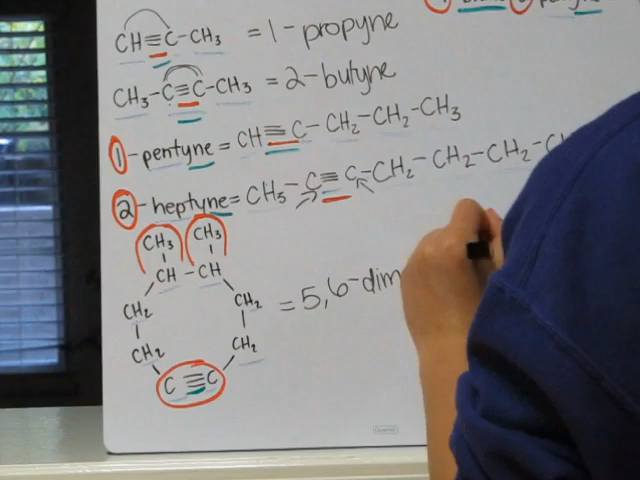 CH≡C-CH₃ = 1-propyne
CH₃-C≡C-CH₃ = 2-butyne
1-pentyne = CH≡C-CH₂-CH₂-CH₃
2-heptyne = CH₃-C≡C-CH₂-CH₂-CH₂-
CH₃ CH₃
CH-CH
CH₂ CH₂ = 5,6-dim
CH₂ CH₂
C≡C